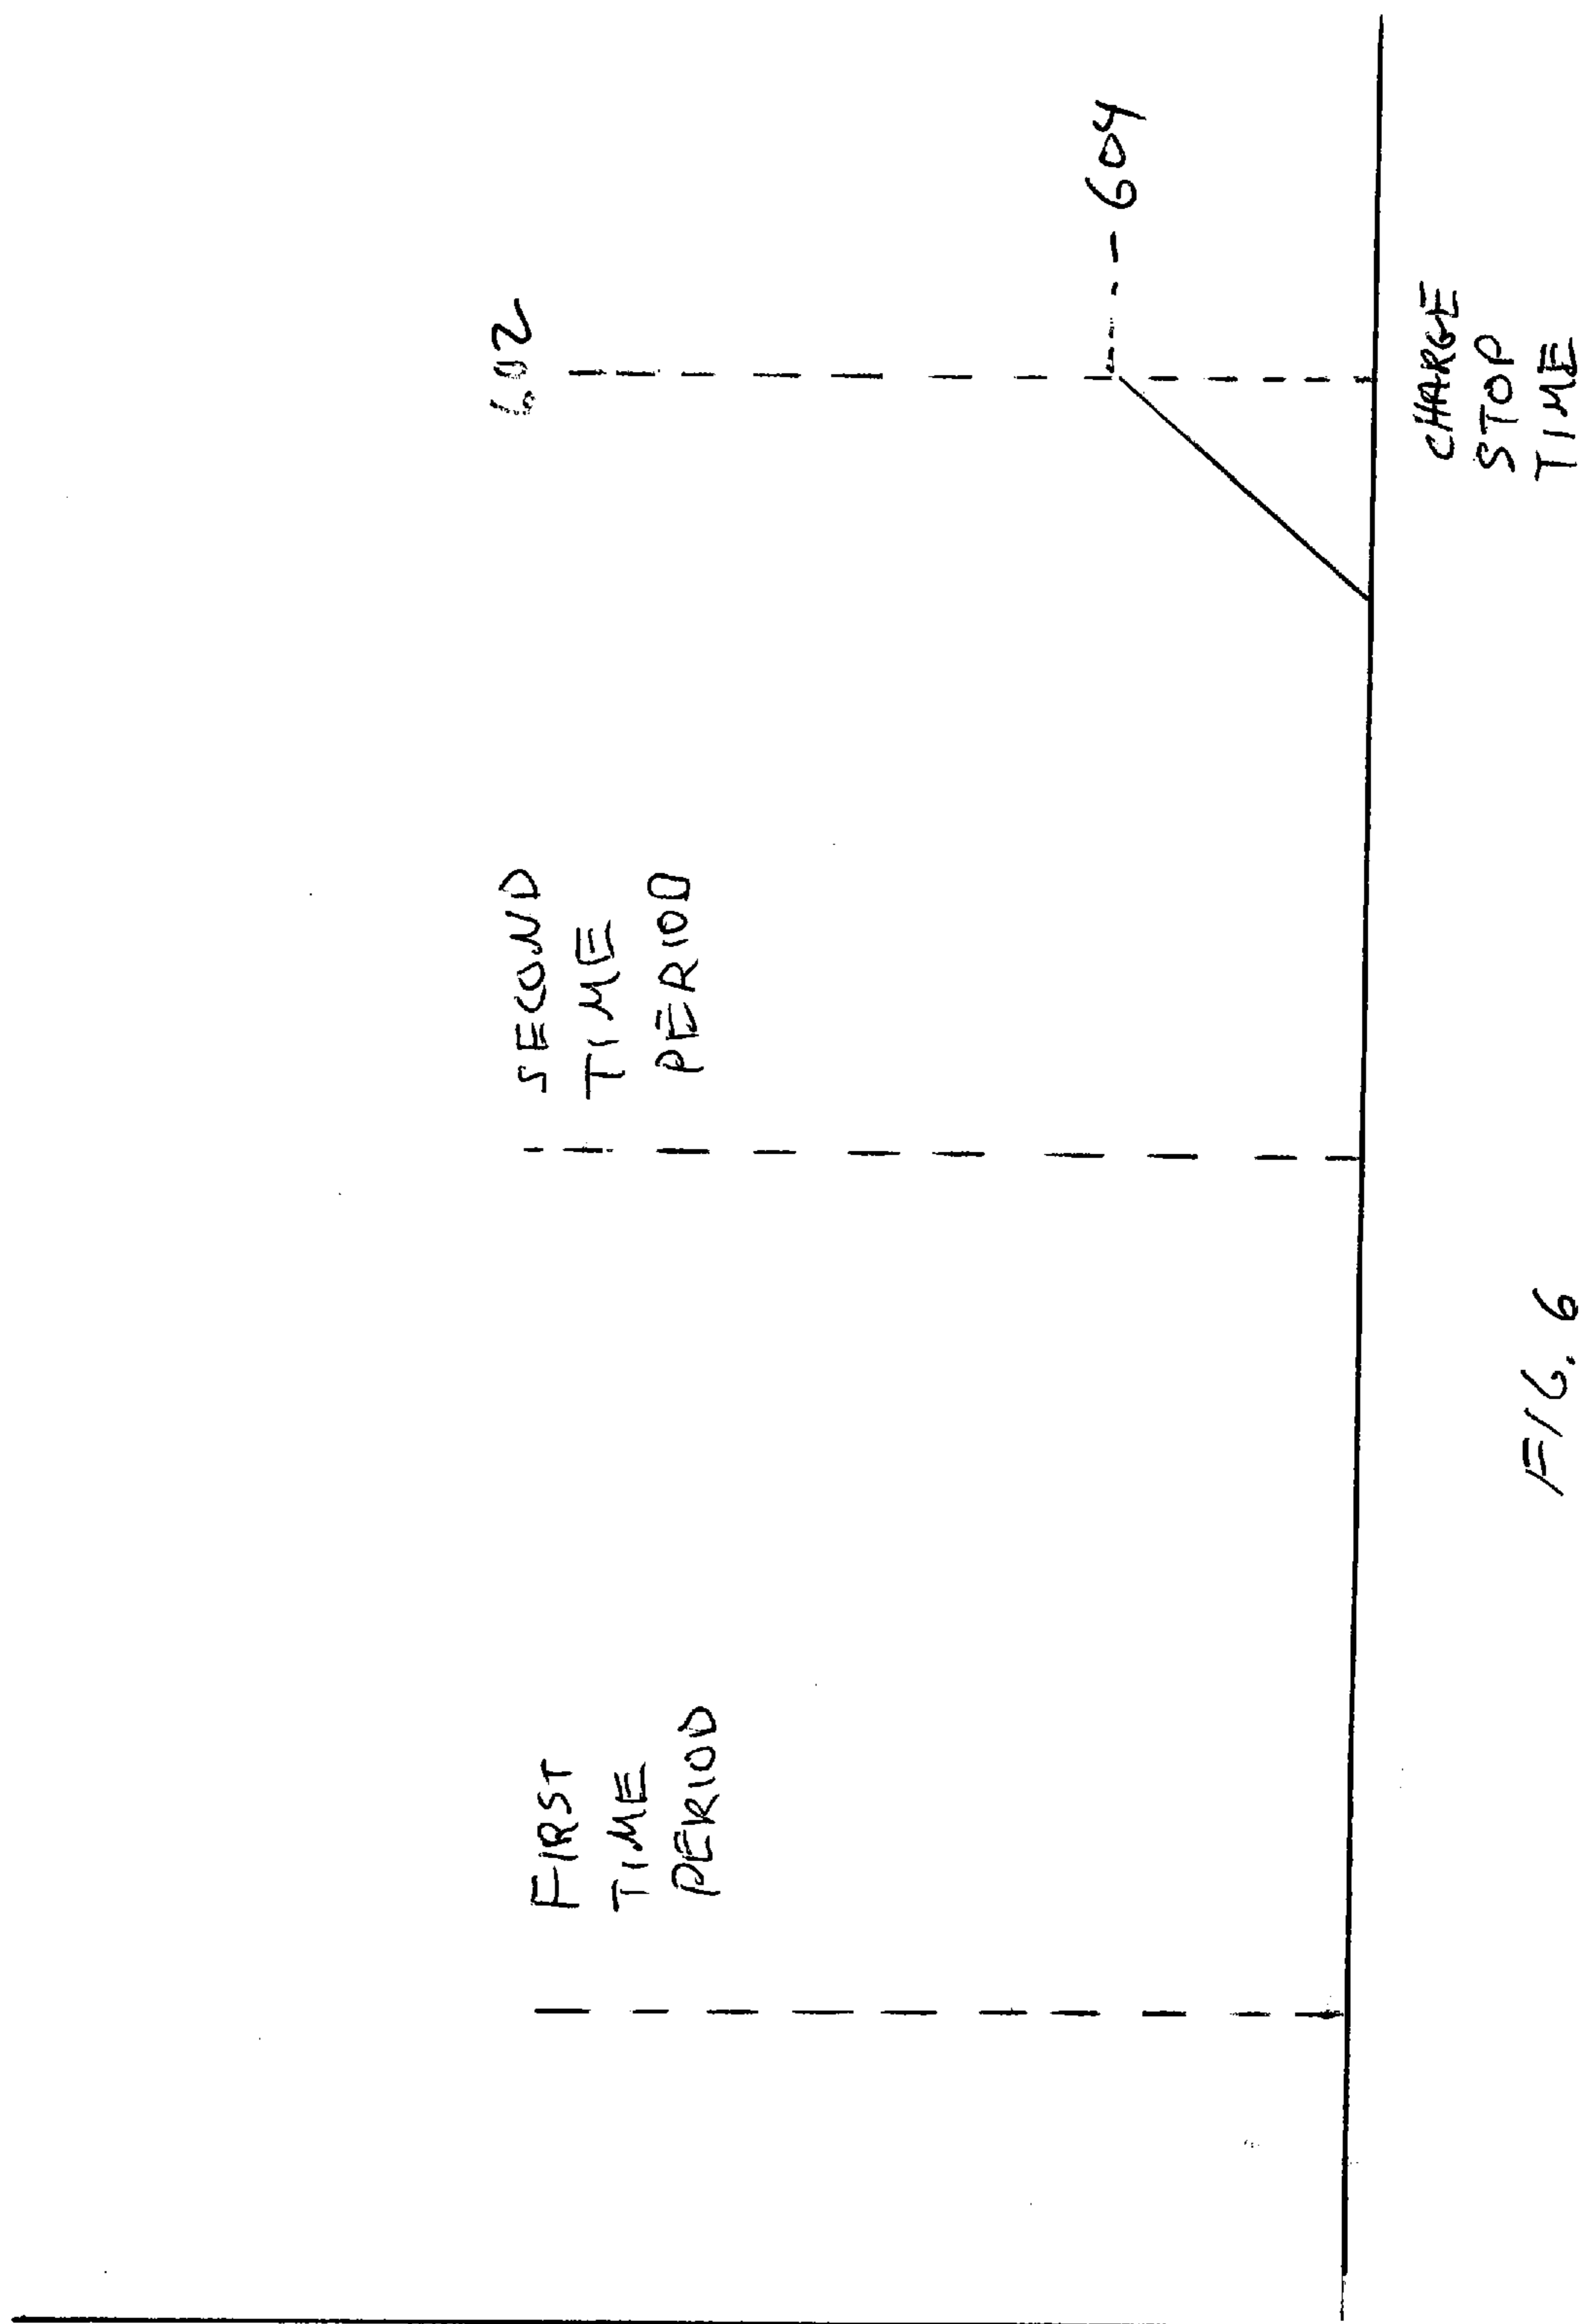 FIRST
TIME
PERIOD
SECOND
TIME
PERIOD
602
604
CHARGE
STOP
TIME
FIG. 6